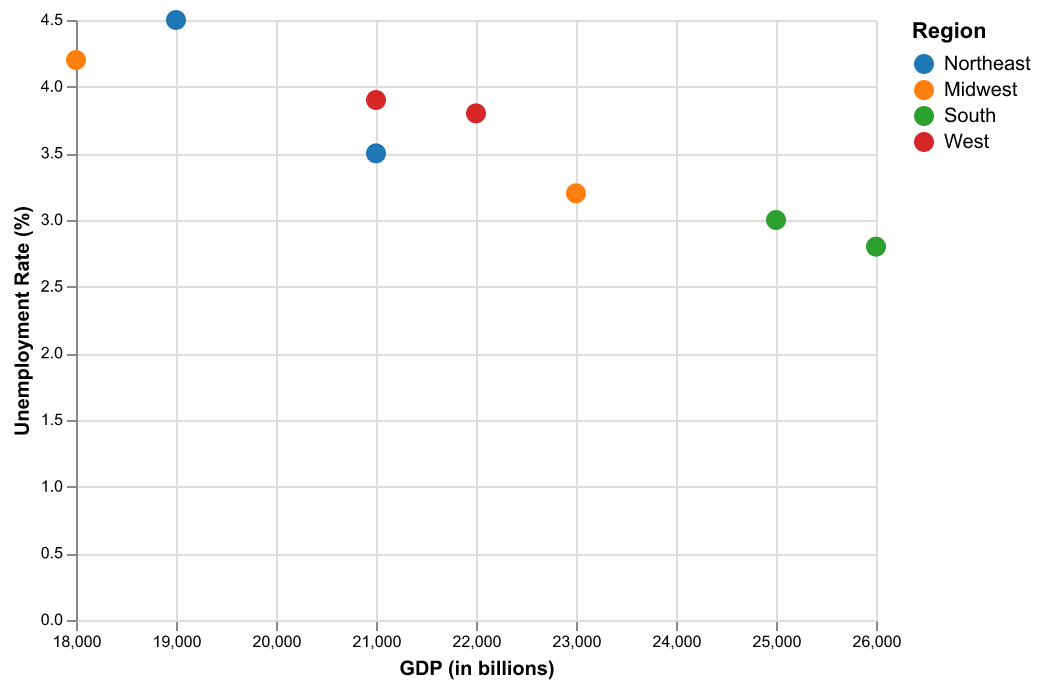 4.5
4.0
3.5
3.0
2.5
2.0
1.5
1.0
0.5
0.0
Unemployment Rate (%)
18,000 19,000 20,000 21,000 22,000 23,000 24,000 25,000 26,000
GDP (in billions)
Region
Northeast
Midwest
South
West